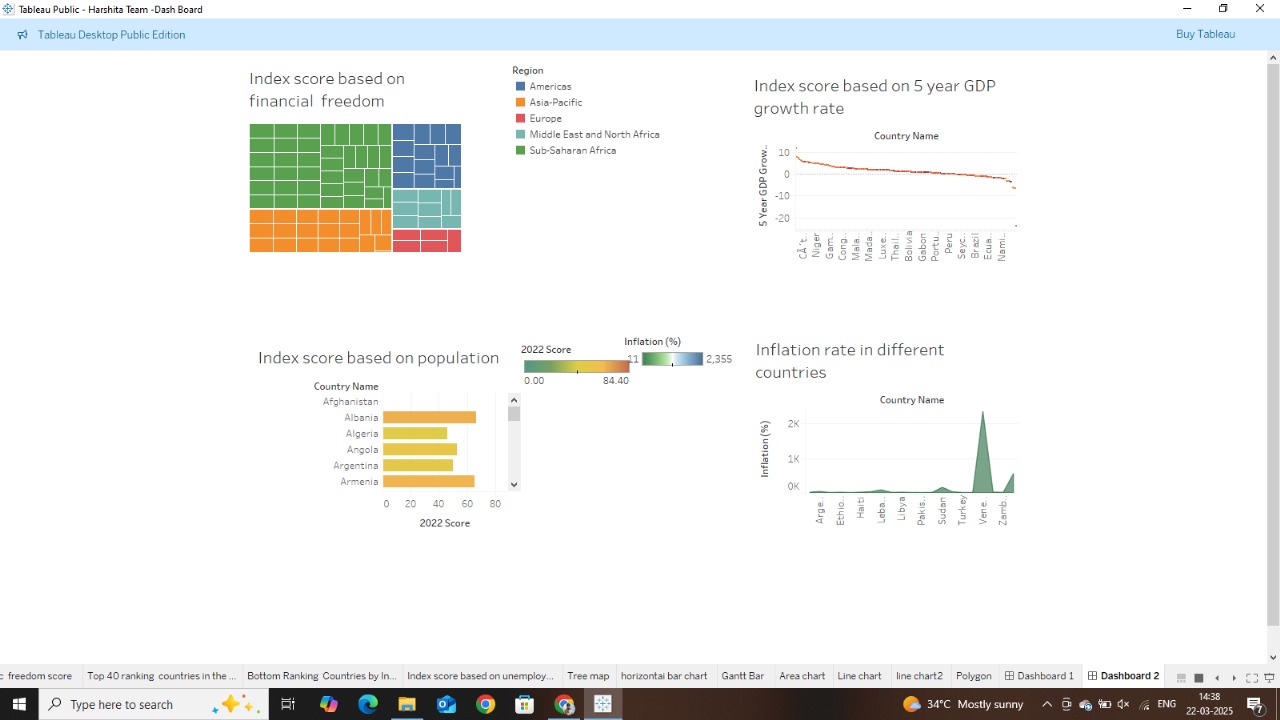 Tableau Public - Harshita Team -Dash Board
Tableau Desktop Public Edition
Buy Tableau
Index score based on
financial freedom
Region
Americas
Asia-Pacific
Europe
Middle East and North Africa
Sub-Saharan Africa
Index score based on 5 year GDP
growth rate
Country Name
5 Year GDP Grow..
10
0
-10
-20
CÃ´t..
Niger
Gam..
Cong..
Mala..
Mada..
Luxe..
Thail..
Bolivia
Gabon
Portu..
Peru
Seyc..
Brazil
Ecua..
Nami..
Index score based on population
2022 Score
0.00 84.40
Inflation (%)
11 2,355
Country Name
Afghanistan
Albania
Algeria
Angola
Argentina
Armenia
0 20 40 60 80
2022 Score
Inflation rate in different
countries
Country Name
Inflation (%)
2K
1K
0K
Arge..
Ethio..
Haiti
Leba..
Libya
Pakis..
Sudan
Turkey
Vene..
Zamb..
c freedom score Top 40 ranking countries in the ... Bottom Ranking Countries by In... Index score based on unemploy... Tree map horizontal bar chart Gantt Bar Area chart Line chart line chart2 Polygon Dashboard 1 Dashboard 2
Type here to search
34°C Mostly sunny
ENG
14:38
22-03-2025